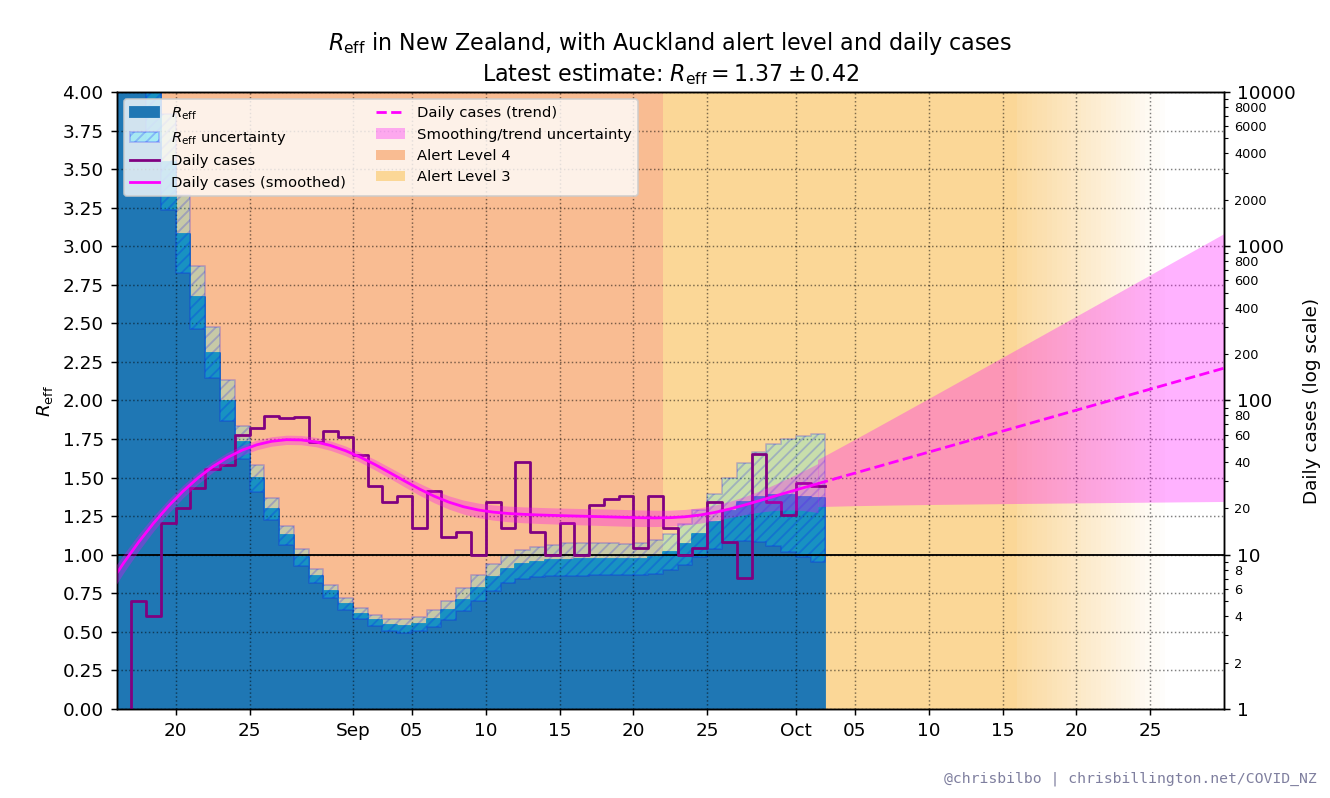 R_eff in New Zealand, with Auckland alert level and daily cases
Latest estimate: R_eff = 1.37 ± 0.42
R_eff
R_eff uncertainty
Daily cases
Daily cases (smoothed)
Daily cases (trend)
Smoothing/trend uncertainty
Alert Level 4
Alert Level 3
R_eff
4.00
3.75
3.50
3.25
3.00
2.75
2.50
2.25
2.00
1.75
1.50
1.25
1.00
0.75
0.50
0.25
0.00
20 25 Sep 05 10 15 20 25 Oct 05 10 15 20 25
10000
8000
6000
4000
2000
1000
800
600
400
200
100
80
60
40
20
10
8
6
4
2
1
Daily cases (log scale)
@chrisbilbo | chrisbillington.net/COVID_NZ